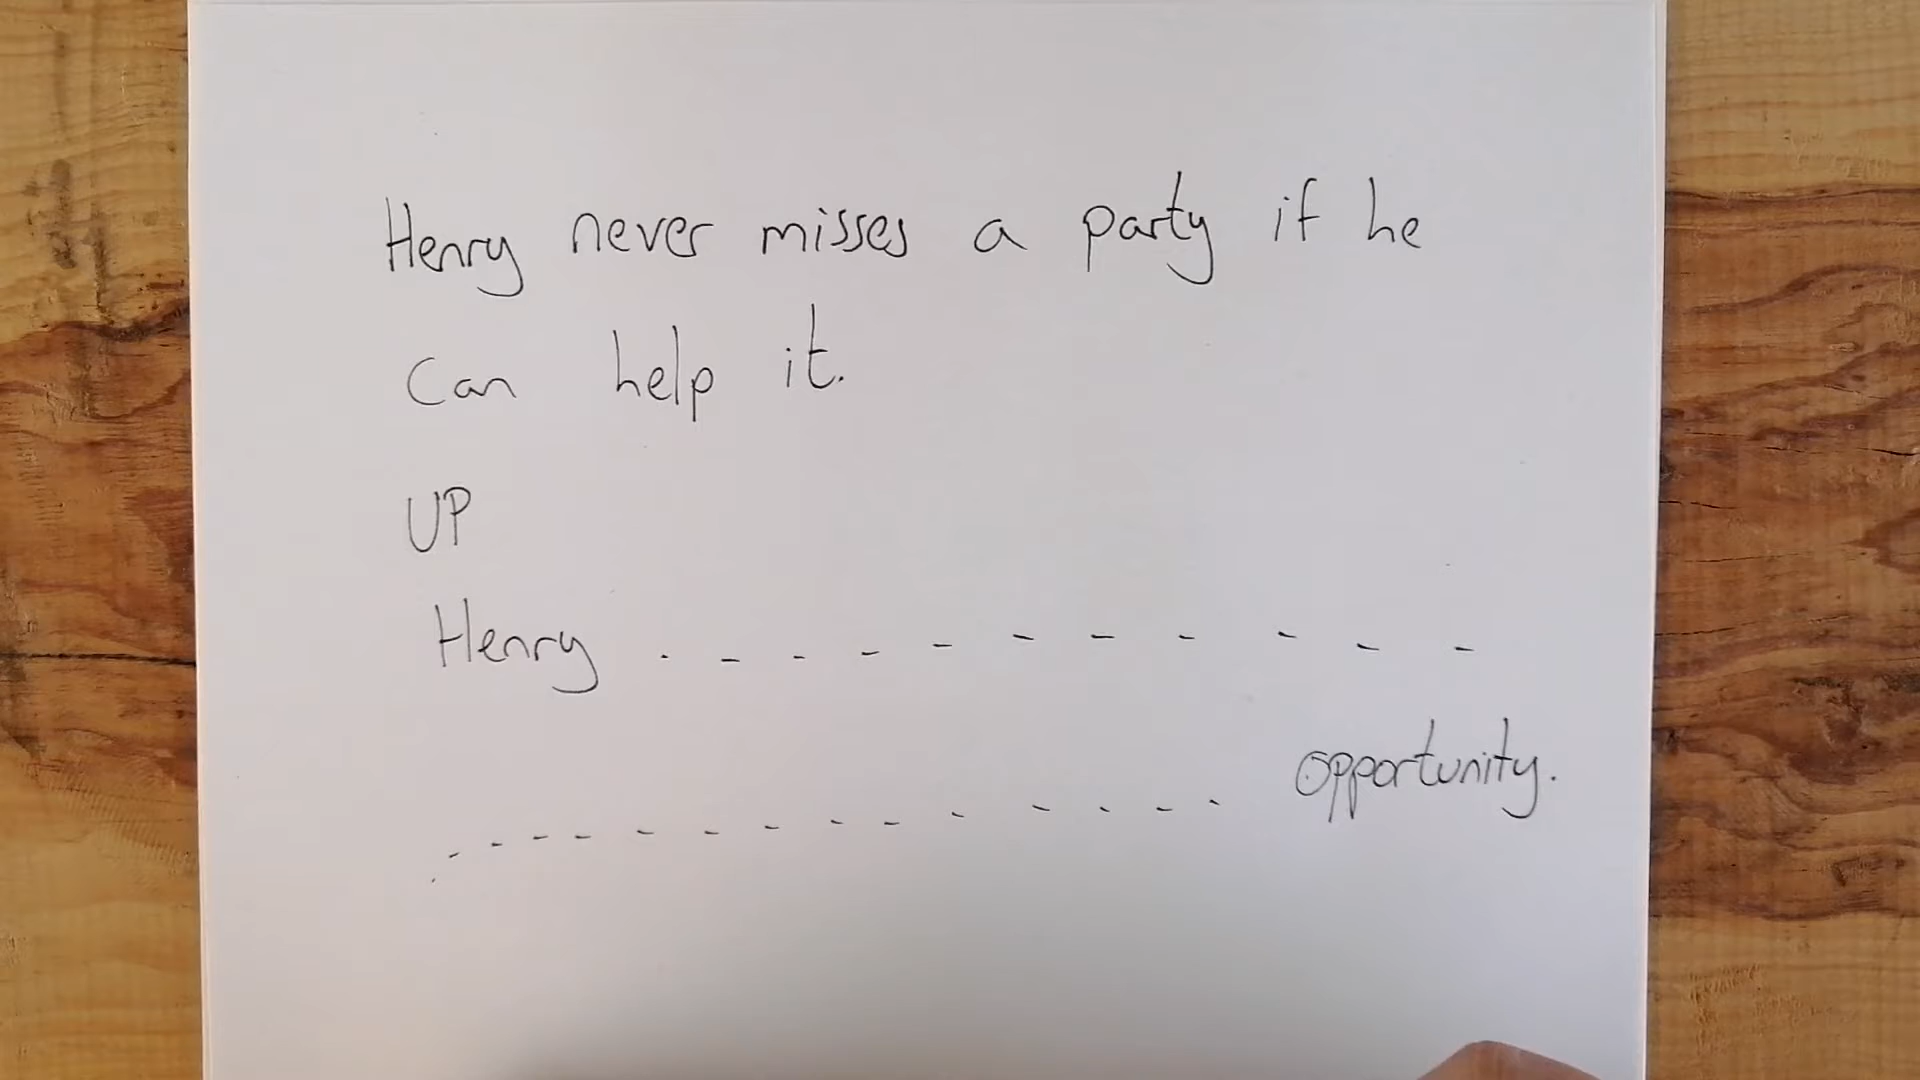 Henry never misses a party if he
can help it.
UP
Henry . _ _ _ _ _ _ _ _ _ _
. _ _ _ _ _ _ _ _ _ _ _ _ _ _ opportunity.